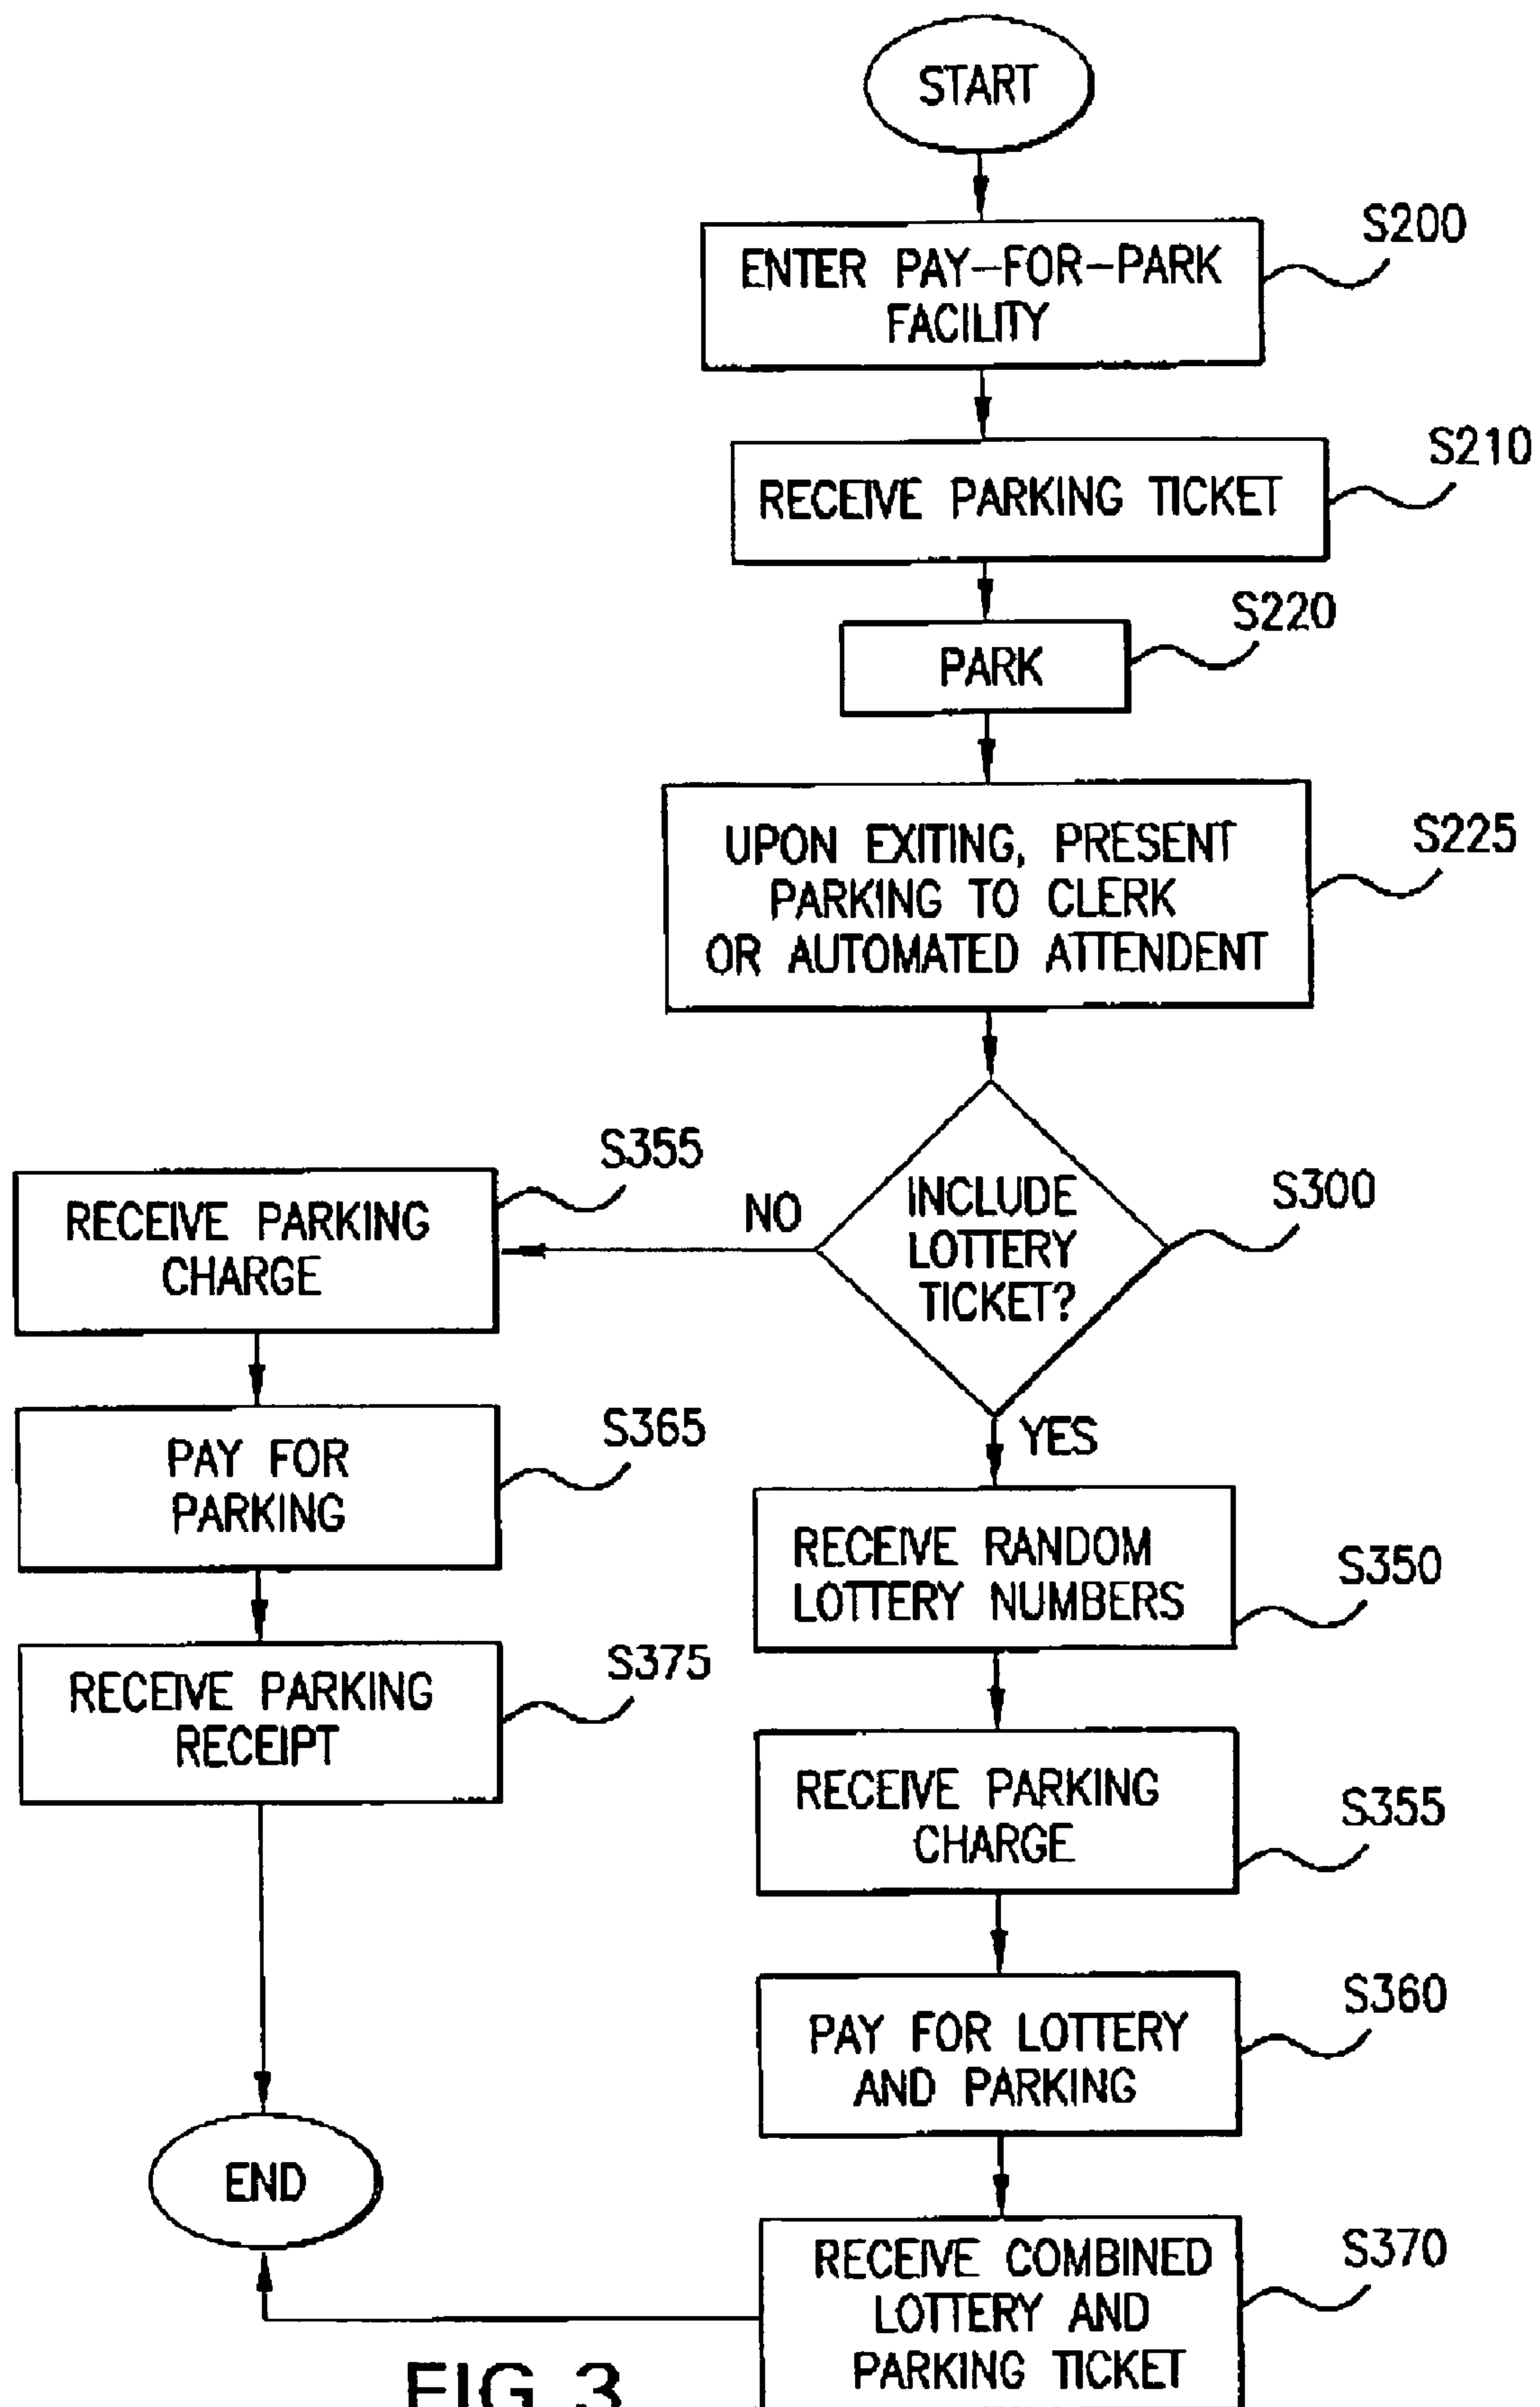 START
S200
ENTER PAY-FOR-PARK
FACILITY
S210
RECEIVE PARKING TICKET
S220
PARK
S225
UPON EXITING, PRESENT
PARKING TO CLERK
OR AUTOMATED ATTENDENT
S300
INCLUDE
LOTTERY
TICKET?
NO
S355
RECEIVE PARKING
CHARGE
S365
PAY FOR
PARKING
S375
RECEIVE PARKING
RECEIPT
YES
S350
RECEIVE RANDOM
LOTTERY NUMBERS
S355
RECEIVE PARKING
CHARGE
S360
PAY FOR LOTTERY
AND PARKING
S370
RECEIVE COMBINED
LOTTERY AND
PARKING TICKET
END
FIG 3